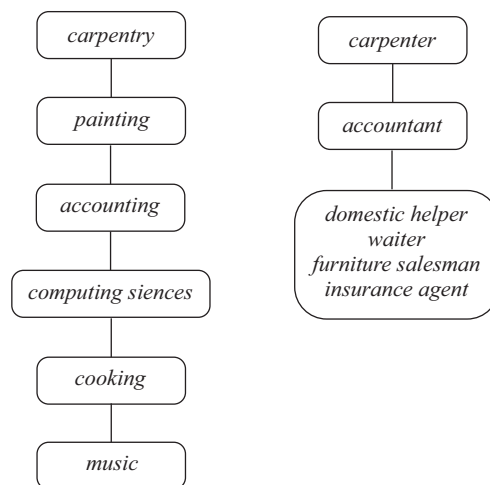 carpentry
painting
accounting
computing siences
cooking
music
carpenter
accountant
domestic helper
waiter
furniture salesman
insurance agent